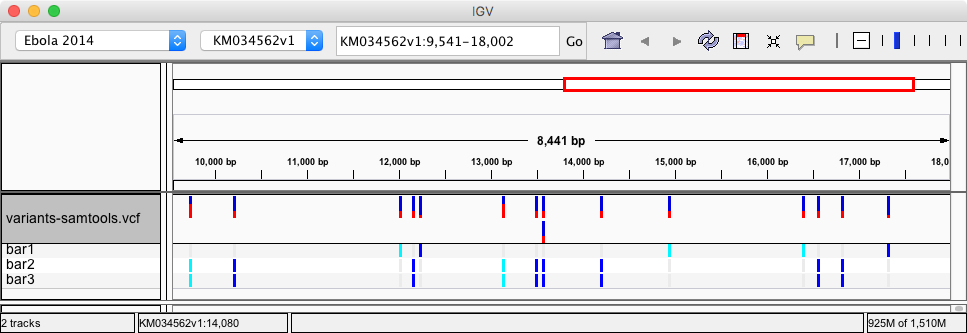 IGV
Ebola 2014 KM034562v1 KM034562v1:9,541-18,002 Go
8,441 bp
10,000 bp 11,000 bp 12,000 bp 13,000 bp 14,000 bp 15,000 bp 16,000 bp 17,000 bp 18,0
variants-samtools.vcf
bar1
bar2
bar3
2 tracks KM034562v1:14,080 925M of 1,510M